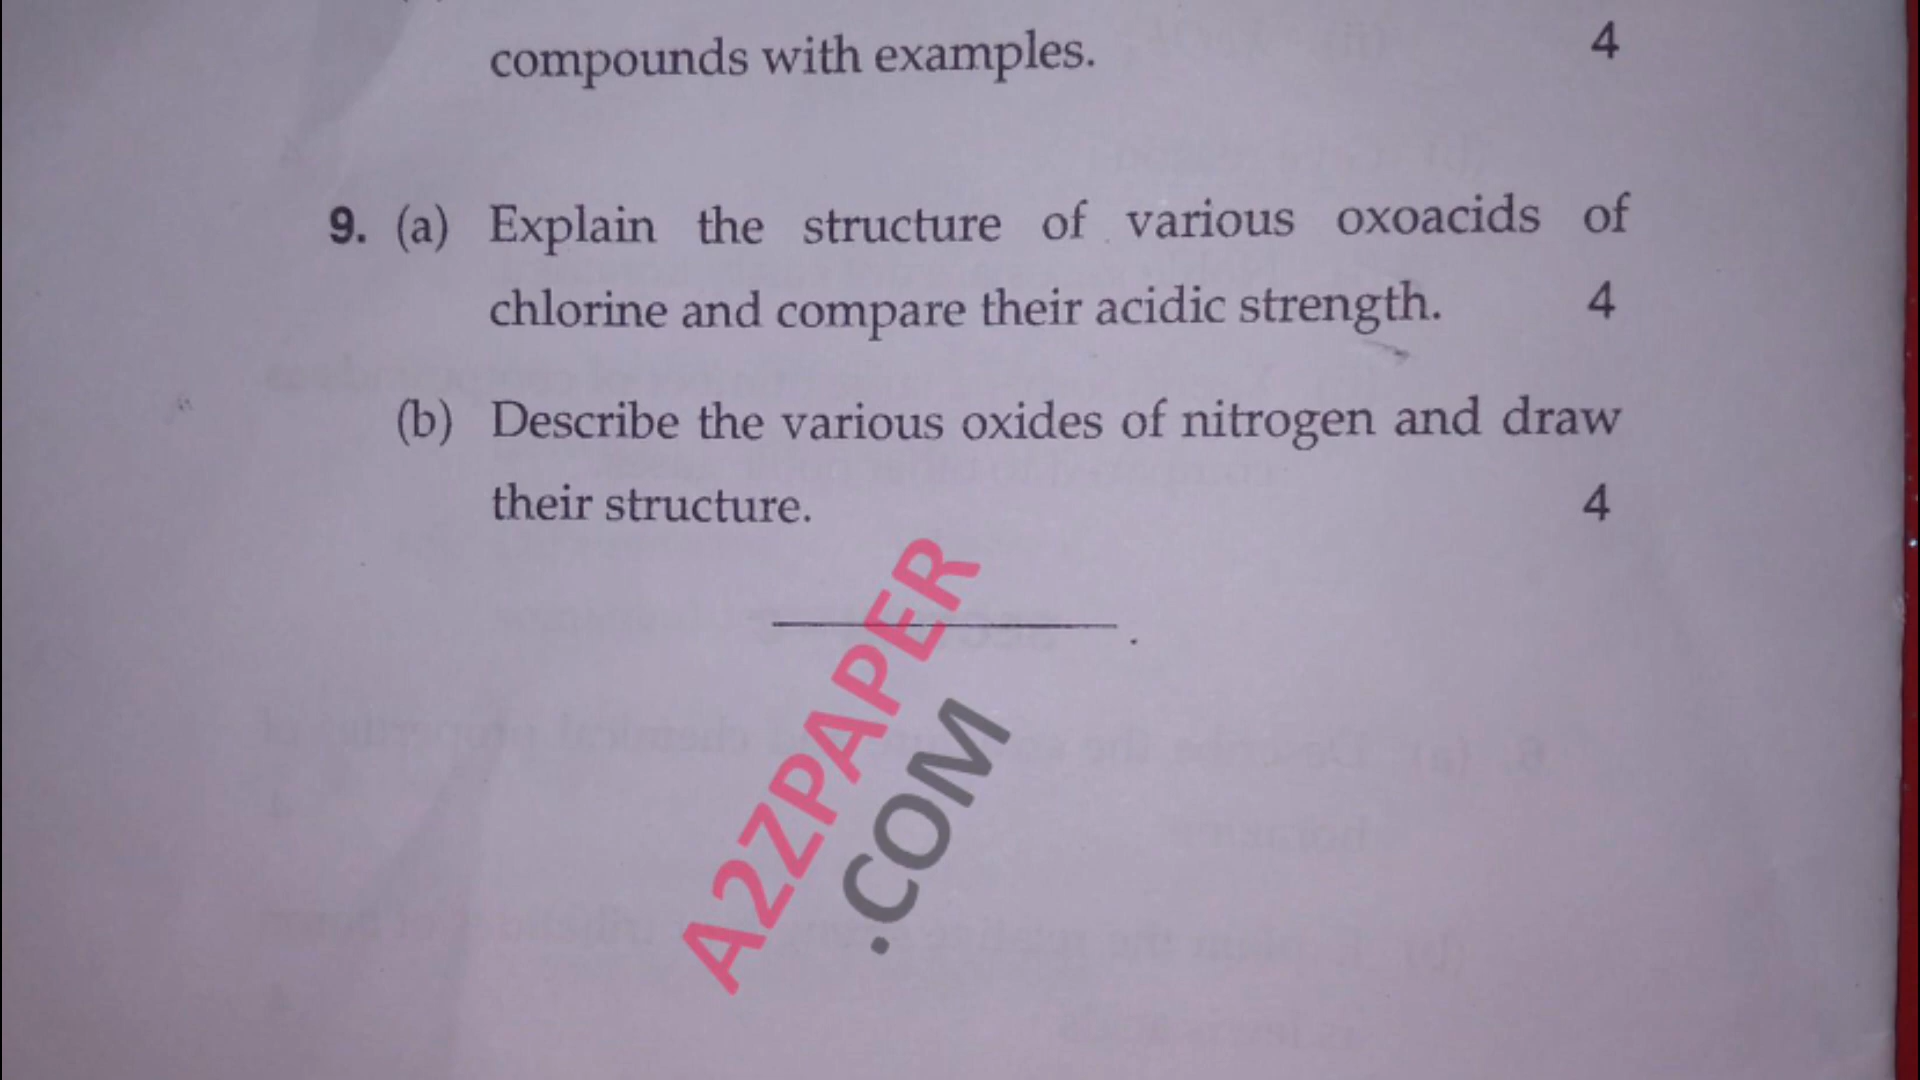 compounds with examples. 4
9. (a) Explain the structure of various oxoacids of
chlorine and compare their acidic strength. 4
(b) Describe the various oxides of nitrogen and draw
their structure. 4
A2ZPAPER
.COM